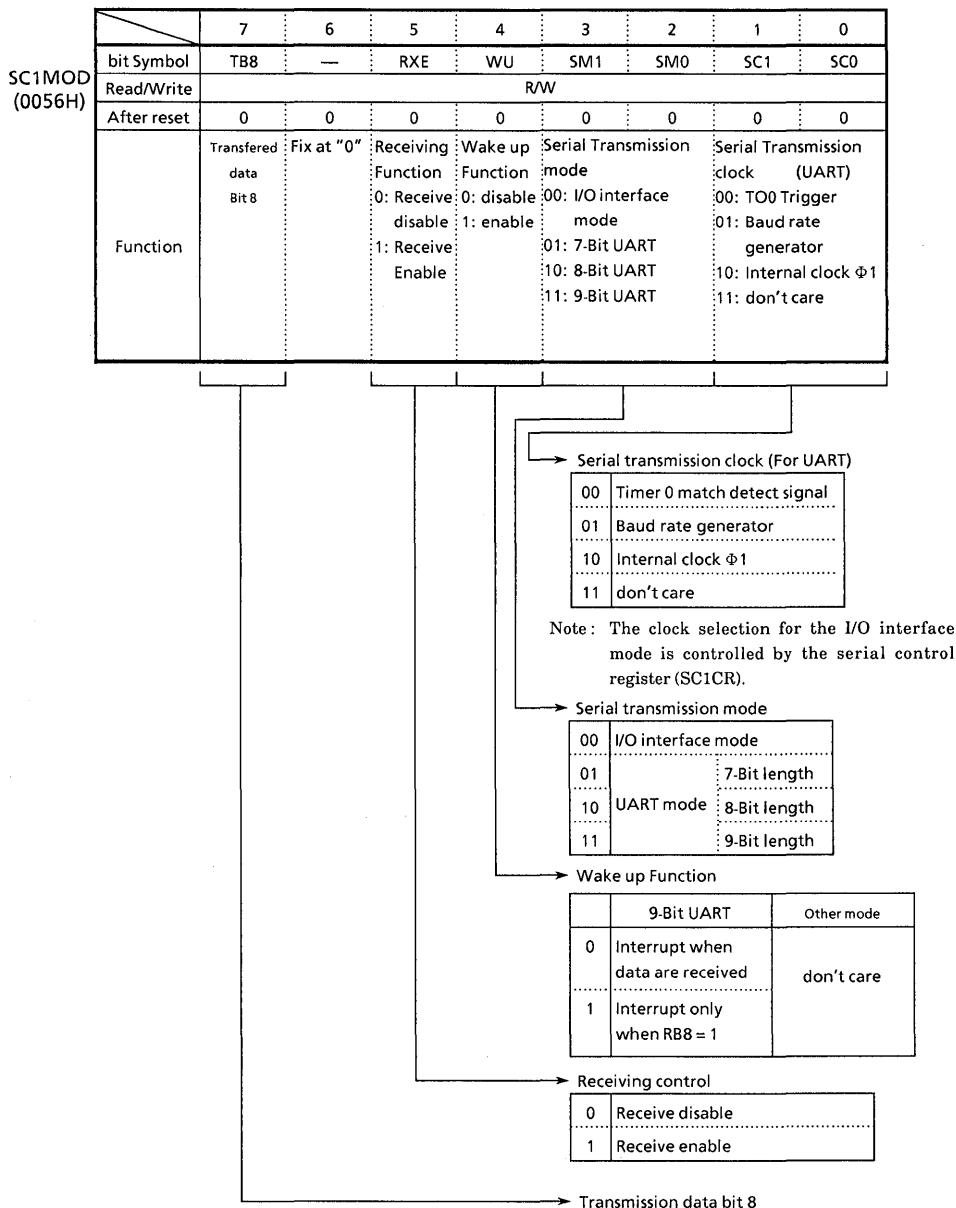 7 6 5 4 3 2 1 0
SC1MOD
(0056H)
bit Symbol TB8 — RXE WU SM1 SM0 SC1 SC0
Read/Write R/W
After reset 0 0 0 0 0 0 0 0
Function
Transfered
data
Bit 8
Fix at "0"
Receiving
Function
0: Receive
disable
1: Receive
Enable
Wake up
Function
0: disable
1: enable
Serial Transmission
mode
00: I/O interface
mode
01: 7-Bit UART
10: 8-Bit UART
11: 9-Bit UART
Serial Transmission
clock (UART)
00: TO0 Trigger
01: Baud rate
generator
10: Internal clock Φ1
11: don't care
Serial transmission clock (For UART)
00 Timer 0 match detect signal
01 Baud rate generator
10 Internal clock Φ1
11 don't care
Note : The clock selection for the I/O interface
mode is controlled by the serial control
register (SC1CR).
Serial transmission mode
00 I/O interface mode
01 7-Bit length
10 UART mode 8-Bit length
11 9-Bit length
Wake up Function
9-Bit UART Other mode
0 Interrupt when
data are received
don't care
1 Interrupt only
when RB8 = 1
Receiving control
0 Receive disable
1 Receive enable
Transmission data bit 8